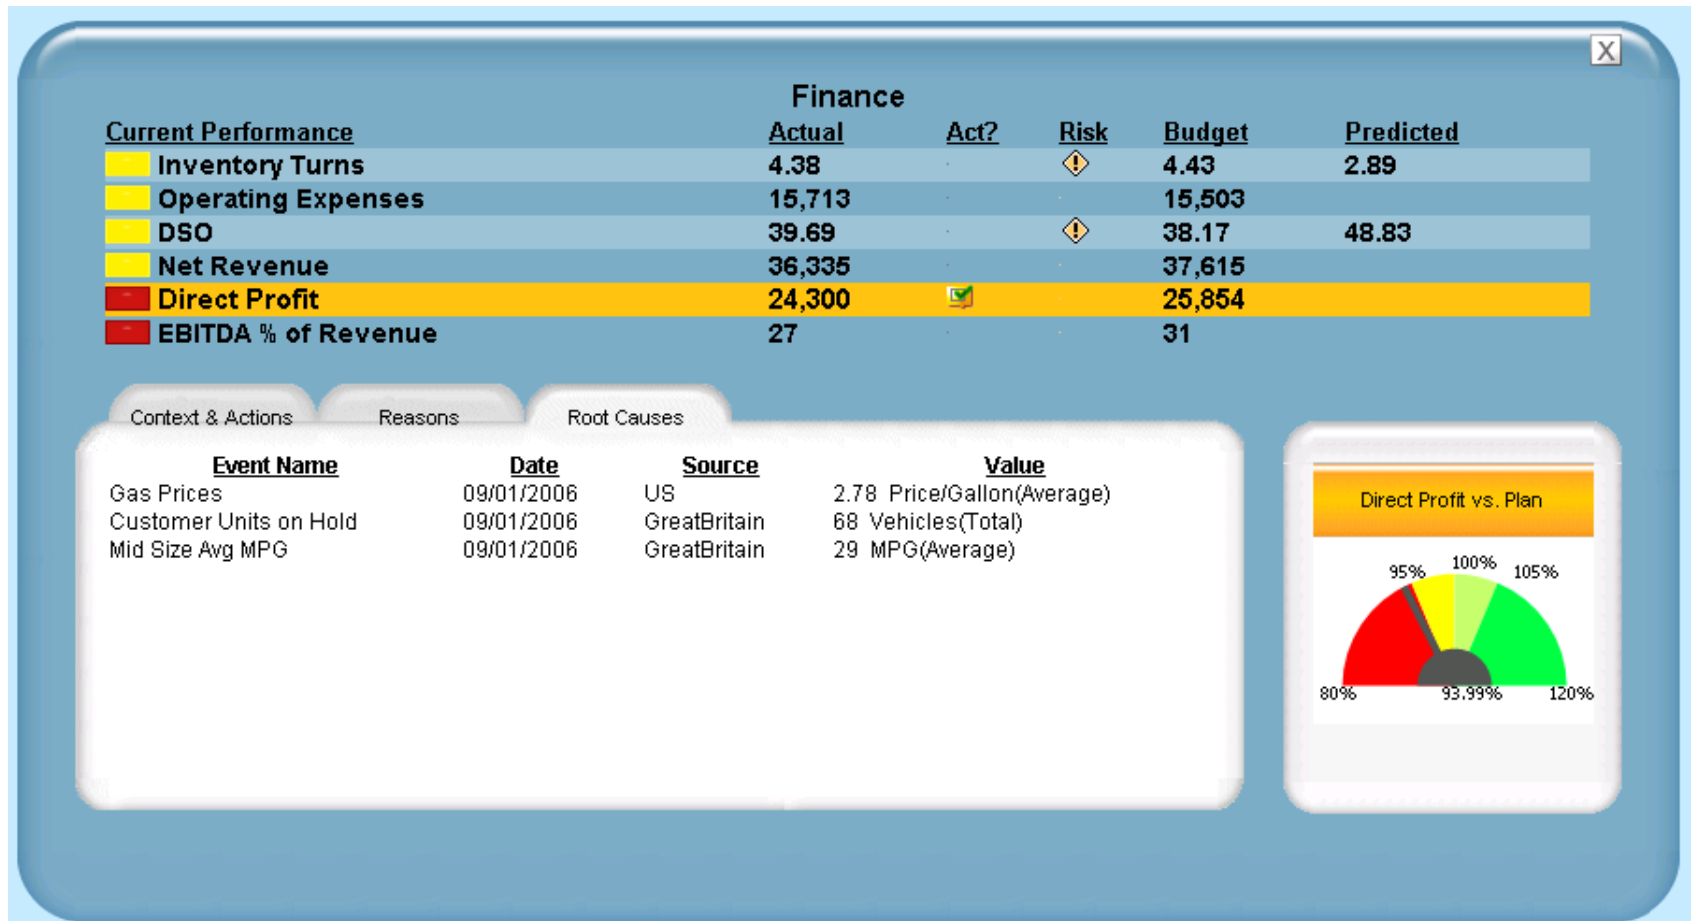 X
Finance
Current Performance Actual Act? Risk Budget Predicted
Inventory Turns 4.38 4.43 2.89
Operating Expenses 15,713 15,503
DSO 39.69 38.17 48.83
Net Revenue 36,335 37,615
Direct Profit 24,300 25,854
EBITDA % of Revenue 27 31
Context & Actions Reasons Root Causes
Event Name Date Source Value
Gas Prices 09/01/2006 US 2.78 Price/Gallon(Average)
Customer Units on Hold 09/01/2006 GreatBritain 68 Vehicles(Total)
Mid Size Avg MPG 09/01/2006 GreatBritain 29 MPG(Average)
Direct Profit vs. Plan
95% 100% 105%
80% 93.99% 120%